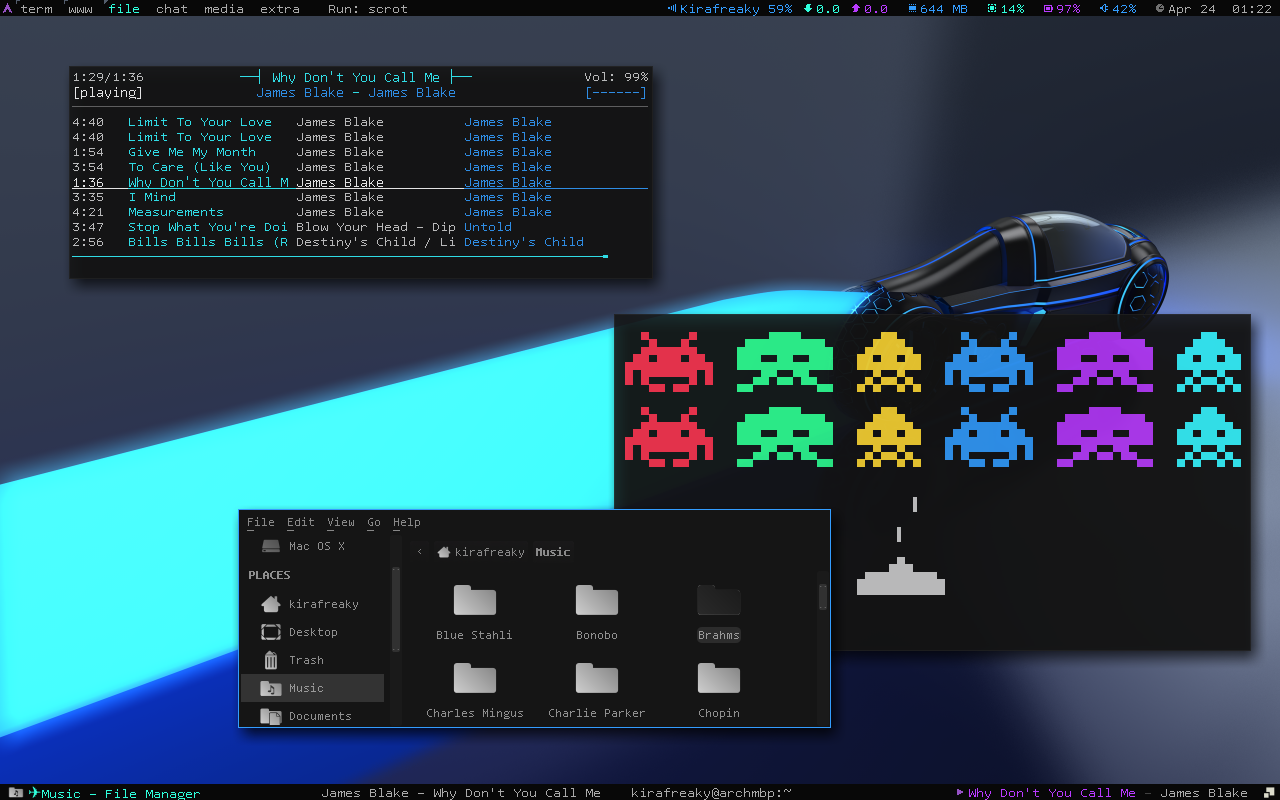 term www file chat media extra Run: scrot Kirafreaky 59% 0.0 0.0 644 MB 14% 97% 42% Apr 24 01:22
1:29/1:36 Why Don't You Call Me Vol: 99%
[playing] James Blake - James Blake [------]
4:40 Limit To Your Love James Blake James Blake
4:40 Limit To Your Love James Blake James Blake
1:54 Give Me My Month James Blake James Blake
3:54 To Care (Like You) James Blake James Blake
1:36 Why Don't You Call M James Blake James Blake
3:35 I Mind James Blake James Blake
4:21 Measurements James Blake James Blake
3:47 Stop What You're Doi Blow Your Head - Dip Untold
2:56 Bills Bills Bills (R Destiny's Child / Li Destiny's Child
File Edit View Go Help
Mac OS X
PLACES
kirafreaky
Desktop
Trash
Music
Documents
kirafreaky Music
Blue Stahli Bonobo Brahms
Charles Mingus Charlie Parker Chopin
Music - File Manager James Blake - Why Don't You Call Me kirafreaky@archmbp:~ Why Don't You Call Me - James Blake